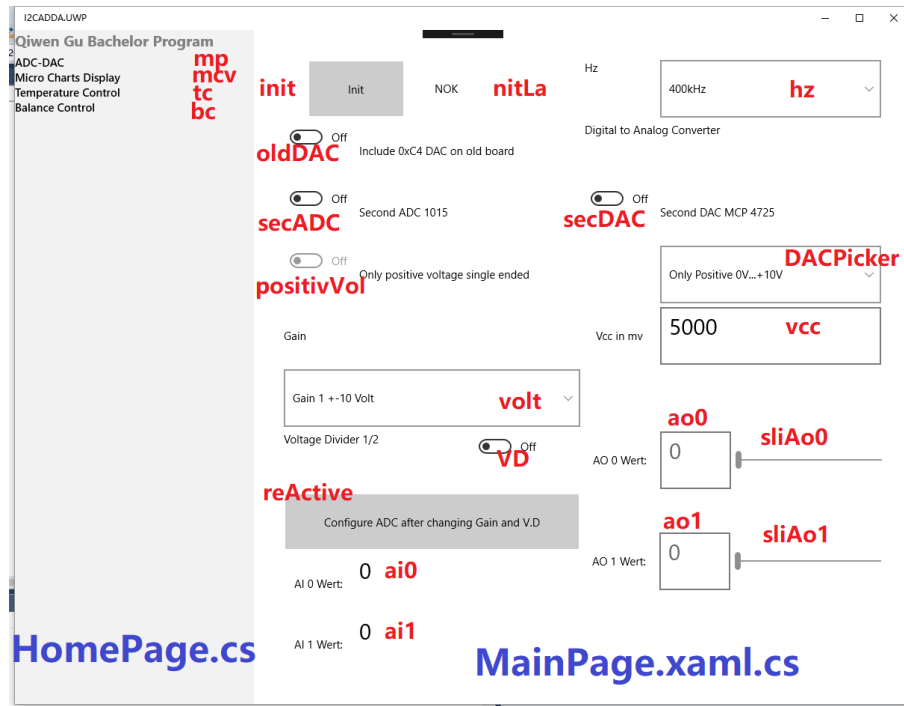 I2CADDA.UWP
Qiwen Gu Bachelor Program
ADC-DAC mp
Micro Charts Display mcv
Temperature Control tc
Balance Control bc
init Init NOK nitLa
Hz 400kHz hz
Off
oldDAC Include 0xC4 DAC on old board
Digital to Analog Converter
Off
secADC Second ADC 1015
Off
secDAC Second DAC MCP 4725
Off
positivVol Only positive voltage single ended
DACPicker
Only Positive 0V...+10V
Gain
Vcc in mv 5000 vcc
Gain 1 +-10 Volt volt
Voltage Divider 1/2 Off
VD
ao0
AO 0 Wert: 0 sliAo0
reActive
Configure ADC after changing Gain and V.D
ao1
AO 1 Wert: 0 sliAo1
AI 0 Wert: 0 ai0
AI 1 Wert: 0 ai1
HomePage.cs
MainPage.xaml.cs